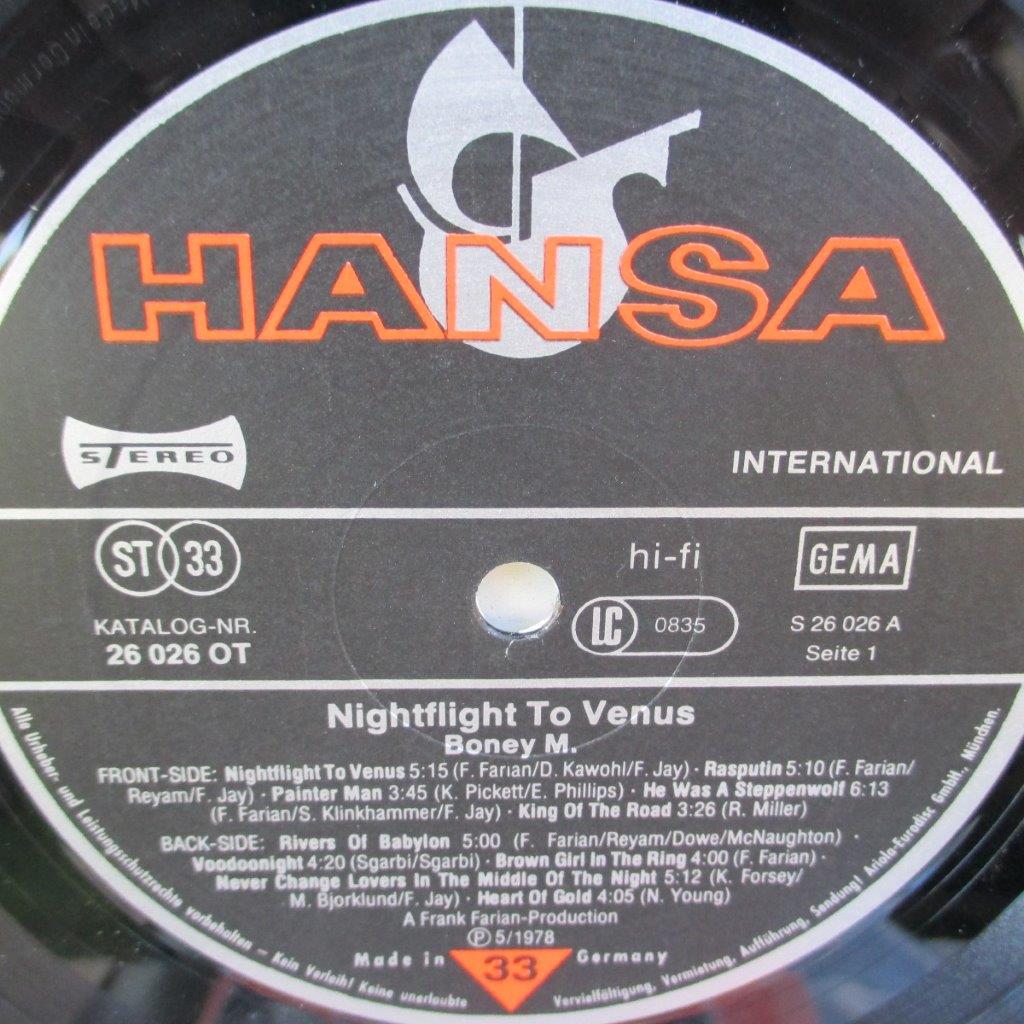 HANSA
STEREO
INTERNATIONAL
ST 33
hi-fi
GEMA
KATALOG-NR.
26 026 OT
LC 0835
S 26 026 A
Seite 1
Nightflight To Venus
Boney M.
FRONT-SIDE: Nightflight To Venus 5:15 (F. Farian/D. Kawohl/F. Jay) · Rasputin 5:10 (F. Farian/
Reyam/F. Jay) · Painter Man 3:45 (K. Pickett/E. Phillips) · He Was A Steppenwolf 6:13
(F. Farian/S. Klinkhammer/F. Jay) · King Of The Road 3:26 (R. Miller)
BACK-SIDE: Rivers Of Babylon 5:00 (F. Farian/Reyam/Dowe/McNaughton) ·
Voodoonight 4:20 (Sgarbi/Sgarbi) · Brown Girl In The Ring 4:00 (F. Farian) ·
Never Change Lovers In The Middle Of The Night 5:12 (K. Forsey/
M. Bjorklund/F. Jay) · Heart Of Gold 4:05 (N. Young)
A Frank Farian-Production
Ⓟ 5/1978
Made in 33 Germany
Alle Urheber- und Leistungsschutzrechte vorbehalten – Kein Verleih! Keine unerlaubte Vervielfältigung, Vermietung, Aufführung, Sendung! Ariola-Eurodisc GmbH., München.